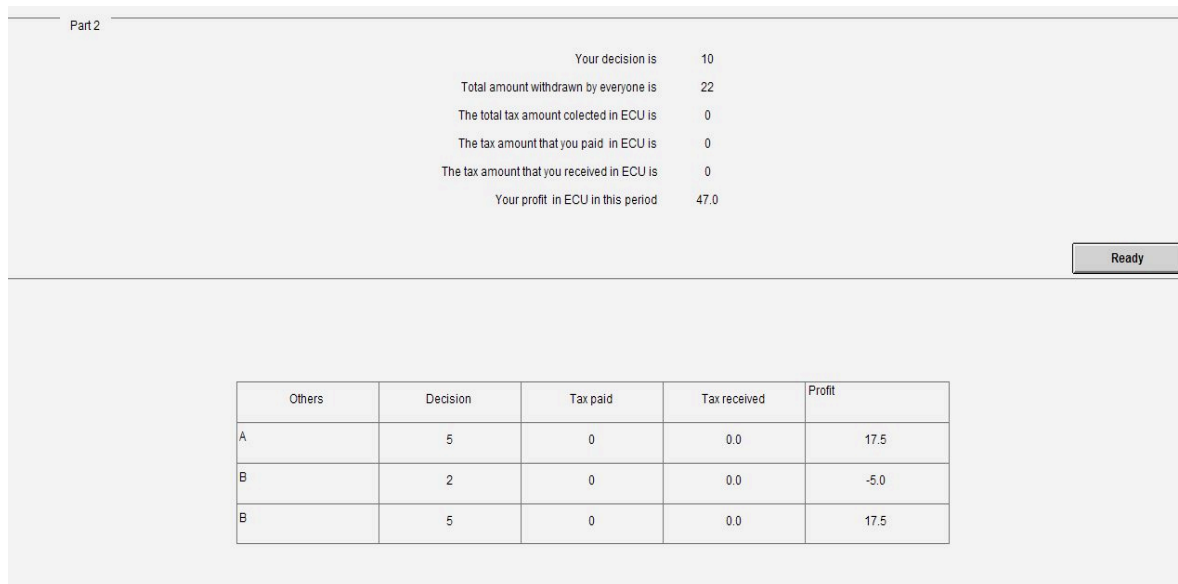 Part 2
Your decision is 10
Total amount withdrawn by everyone is 22
The total tax amount colected in ECU is 0
The tax amount that you paid in ECU is 0
The tax amount that you received in ECU is 0
Your profit in ECU in this period 47.0
Ready
Others Decision Tax paid Tax received Profit
A 5 0 0.0 17.5
B 2 0 0.0 -5.0
B 5 0 0.0 17.5